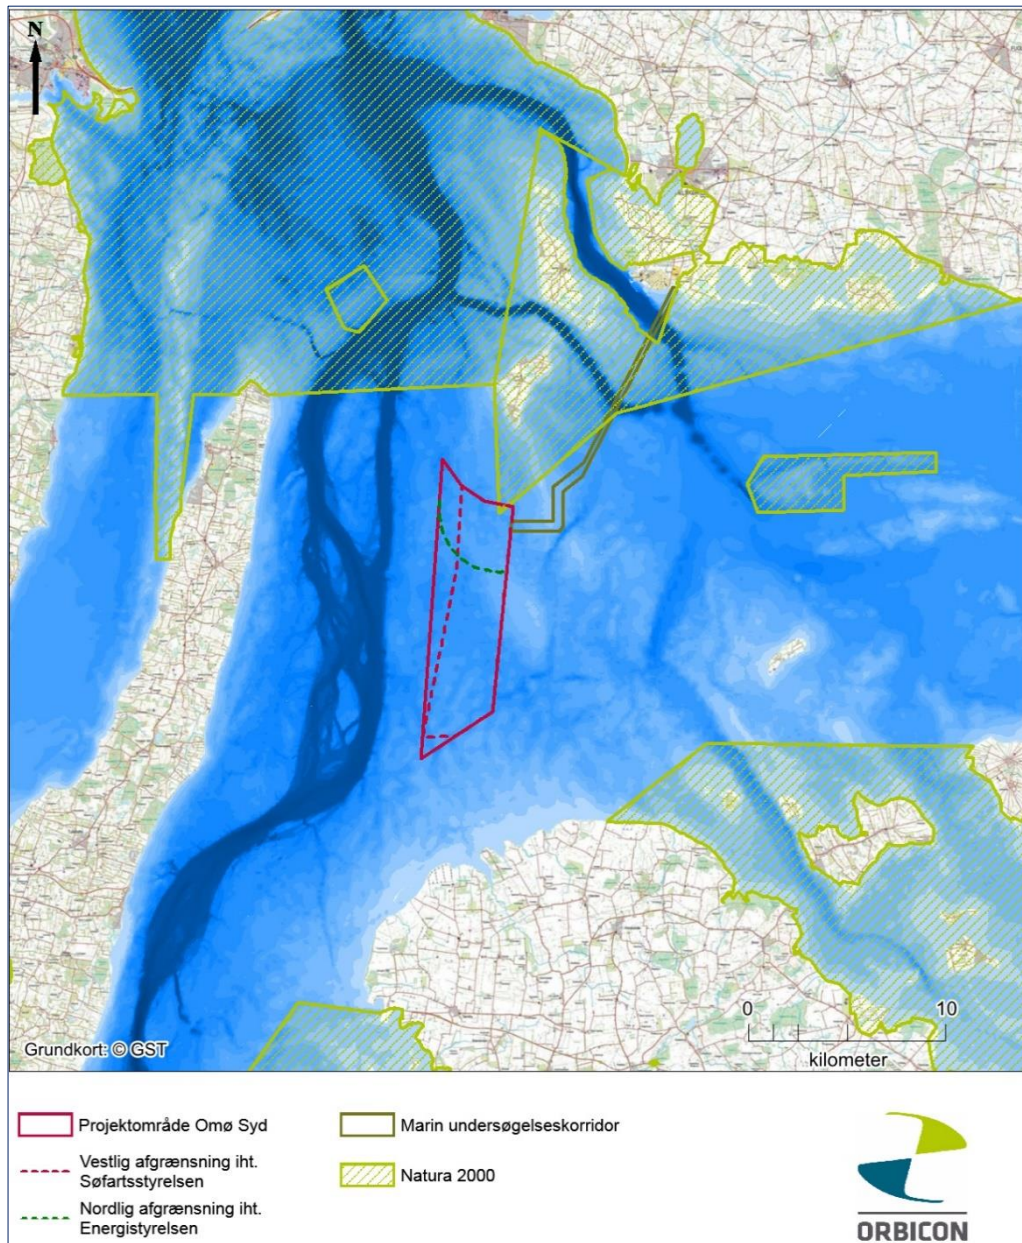 N
0
10
kilometer
Grundkort: © GST
Projektområde Omø Syd
Vestlig afgrænsning iht.
Søfartsstyrelsen
Nordlig afgrænsning iht.
Energistyrelsen
Marin undersøgelseskorridor
Natura 2000
ORBICON